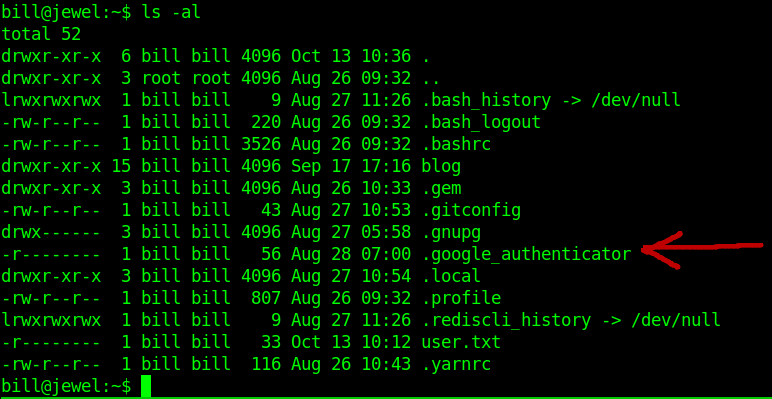 bill@jewel:~$ ls -al
total 52
drwxr-xr-x  6 bill bill 4096 Oct 13 10:36 .
drwxr-xr-x  3 root root 4096 Aug 26 09:32 ..
lrwxrwxrwx  1 bill bill    9 Aug 27 11:26 .bash_history -> /dev/null
-rw-r--r--  1 bill bill  220 Aug 26 09:32 .bash_logout
-rw-r--r--  1 bill bill 3526 Aug 26 09:32 .bashrc
drwxr-xr-x 15 bill bill 4096 Sep 17 17:16 blog
drwxr-xr-x  3 bill bill 4096 Aug 26 10:33 .gem
-rw-r--r--  1 bill bill   43 Aug 27 10:53 .gitconfig
drwx------  3 bill bill 4096 Aug 27 05:58 .gnupg
-r--------  1 bill bill   56 Aug 28 07:00 .google_authenticator
drwxr-xr-x  3 bill bill 4096 Aug 27 10:54 .local
-rw-r--r--  1 bill bill  807 Aug 26 09:32 .profile
lrwxrwxrwx  1 bill bill    9 Aug 27 11:26 .rediscli_history -> /dev/null
-r--------  1 bill bill   33 Oct 13 10:12 user.txt
-rw-r--r--  1 bill bill  116 Aug 26 10:43 .yarnrc
bill@jewel:~$